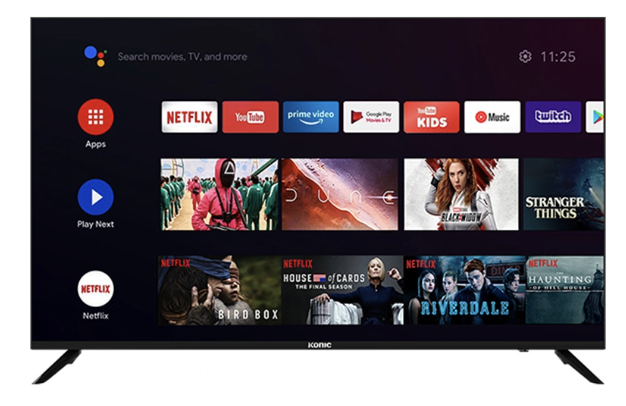 Search movies, TV, and more
11:25
Apps
NETFLIX
YouTube
prime video
Google Play
Movies & TV
YouTube
KIDS
Music
twitch
Play Next
DUNE
BLACK WIDOW
STRANGER
THINGS
NETFLIX
Netflix
NETFLIX
BIRD BOX
NETFLIX
HOUSE of CARDS
THE FINAL SEASON
NETFLIX
RIVERDALE
NETFLIX
THE
HAUNTING
OF HILL HOUSE
KONIC